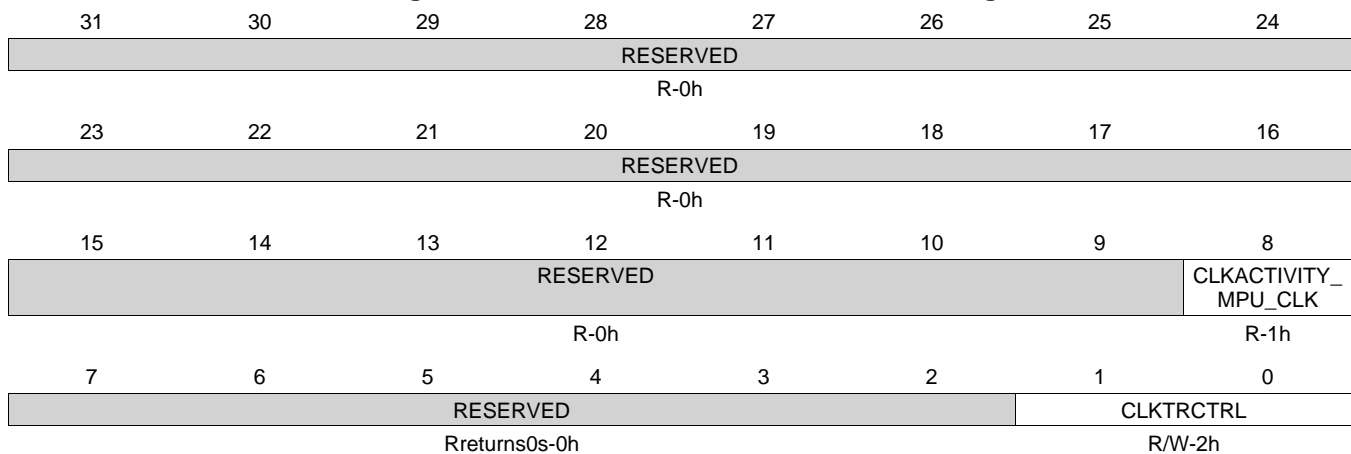 31 30 29 28 27 26 25 24
RESERVED
R-0h
23 22 21 20 19 18 17 16
RESERVED
R-0h
15 14 13 12 11 10 9 8
RESERVED CLKACTIVITY_
MPU_CLK
R-0h R-1h
7 6 5 4 3 2 1 0
RESERVED CLKTRCTRL
Rreturns0s-0h R/W-2h